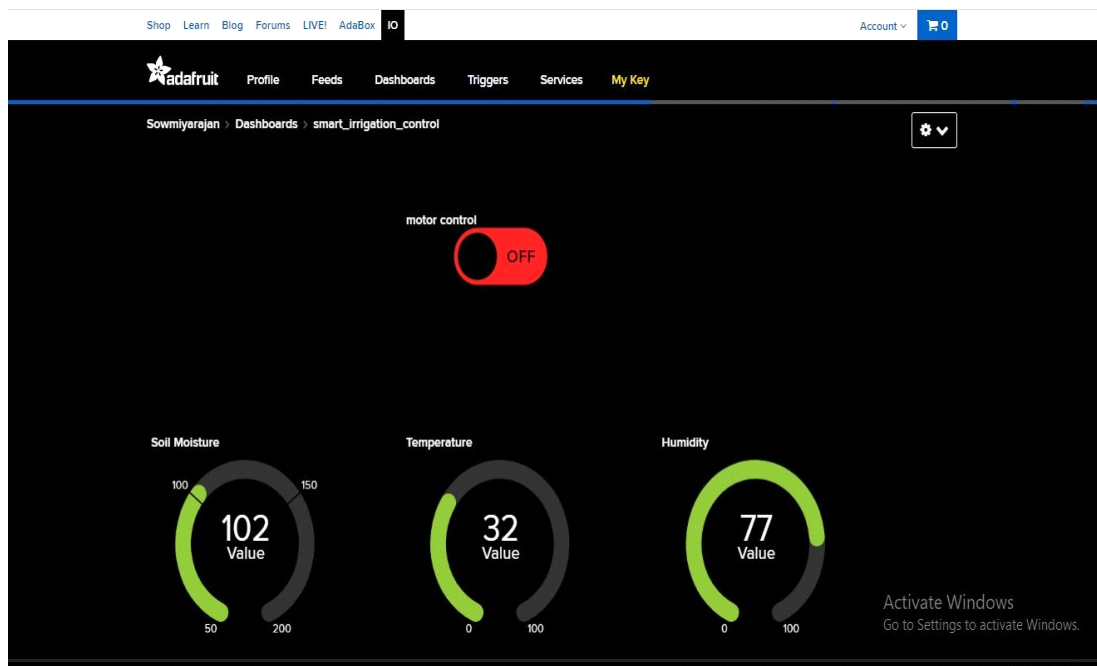 Shop Learn Blog Forums LIVE! AdaBox IO Account 0
adafruit Profile Feeds Dashboards Triggers Services My Key
Sowmiyarajan > Dashboards > smart_irrigation_control
motor control
OFF
Soil Moisture Temperature Humidity
100 150
102 32 77
Value Value Value
50 200 0 100 0 100
Activate Windows
Go to Settings to activate Windows.